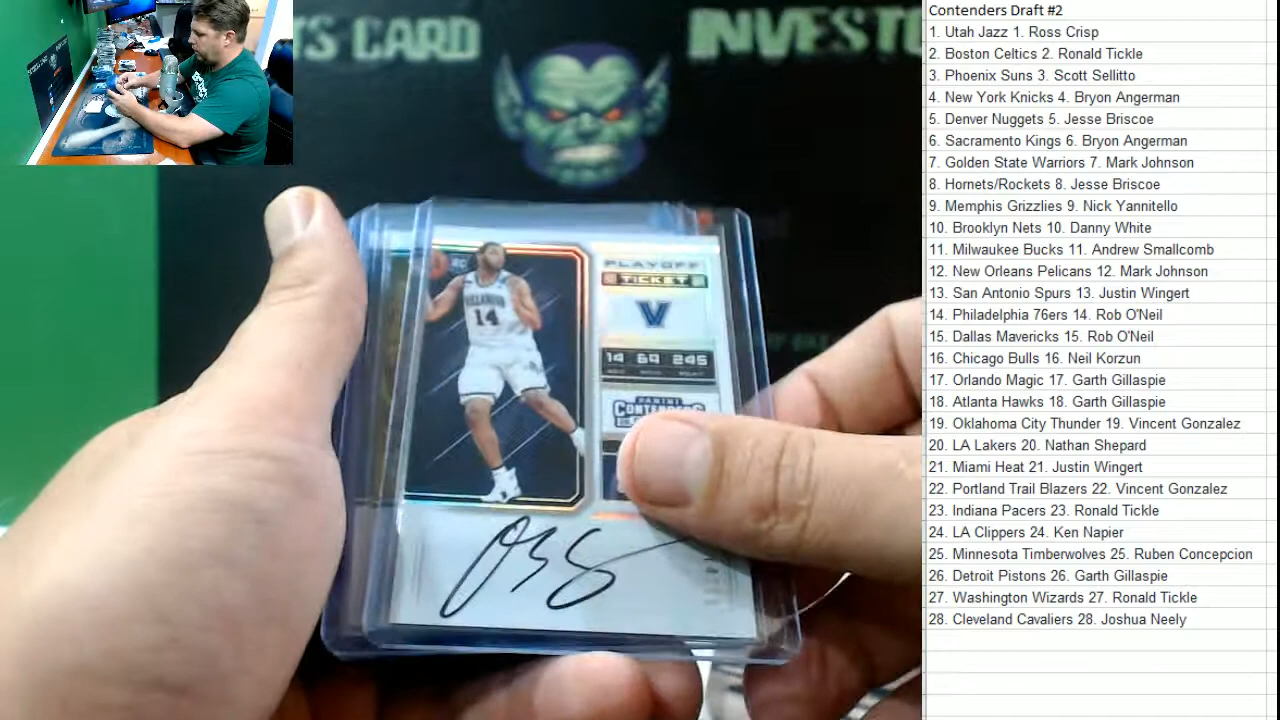 TS CARD INVESTO
PLAYOFF
TICKET
V
14 6'9 245
PANINI
CONTENDERS
VILLANOVA
14
Contenders Draft #2
1. Utah Jazz 1. Ross Crisp
2. Boston Celtics 2. Ronald Tickle
3. Phoenix Suns 3. Scott Sellitto
4. New York Knicks 4. Bryon Angerman
5. Denver Nuggets 5. Jesse Briscoe
6. Sacramento Kings 6. Bryon Angerman
7. Golden State Warriors 7. Mark Johnson
8. Hornets/Rockets 8. Jesse Briscoe
9. Memphis Grizzlies 9. Nick Yannitello
10. Brooklyn Nets 10. Danny White
11. Milwaukee Bucks 11. Andrew Smallcomb
12. New Orleans Pelicans 12. Mark Johnson
13. San Antonio Spurs 13. Justin Wingert
14. Philadelphia 76ers 14. Rob O'Neil
15. Dallas Mavericks 15. Rob O'Neil
16. Chicago Bulls 16. Neil Korzun
17. Orlando Magic 17. Garth Gillaspie
18. Atlanta Hawks 18. Garth Gillaspie
19. Oklahoma City Thunder 19. Vincent Gonzalez
20. LA Lakers 20. Nathan Shepard
21. Miami Heat 21. Justin Wingert
22. Portland Trail Blazers 22. Vincent Gonzalez
23. Indiana Pacers 23. Ronald Tickle
24. LA Clippers 24. Ken Napier
25. Minnesota Timberwolves 25. Ruben Concepcion
26. Detroit Pistons 26. Garth Gillaspie
27. Washington Wizards 27. Ronald Tickle
28. Cleveland Cavaliers 28. Joshua Neely